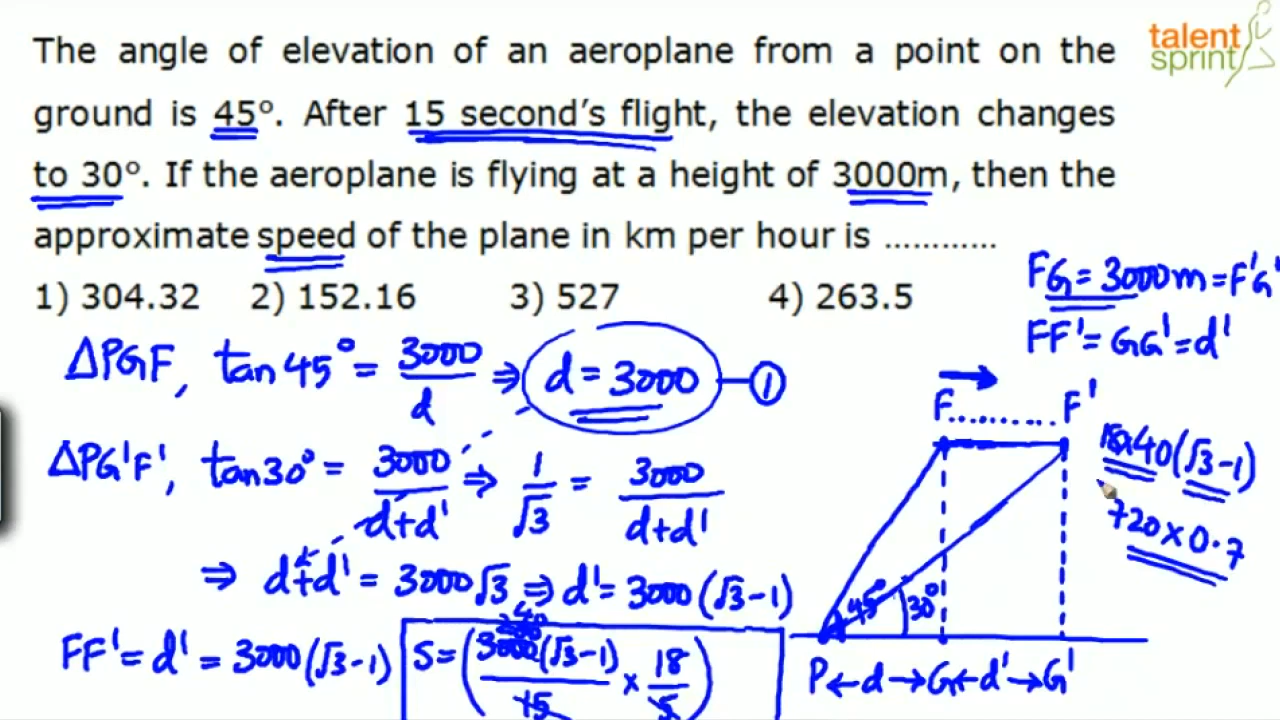 talent
sprint
The angle of elevation of an aeroplane from a point on the
ground is 45°. After 15 second's flight, the elevation changes
to 30°. If the aeroplane is flying at a height of 3000m, then the
approximate speed of the plane in km per hour is ............
1) 304.32 2) 152.16 3) 527 4) 263.5
FG = 3000m = F'G'
FF' = GG' = d'
ΔPGF, tan 45° = 3000/d ⇒ d = 3000 — ①
F.......... F'
ΔPG'F', tan 30° = 3000/d+d' ⇒ 1/√3 = 3000/d+d'
18×40(√3-1)
720 × 0.7
⇒ d+d' = 3000√3 ⇒ d' = 3000(√3-1)
45° 30°
FF' = d' = 3000(√3-1)
S = (3000(√3-1)/15 × 18/5)
40
P ← d → G ← d' → G'